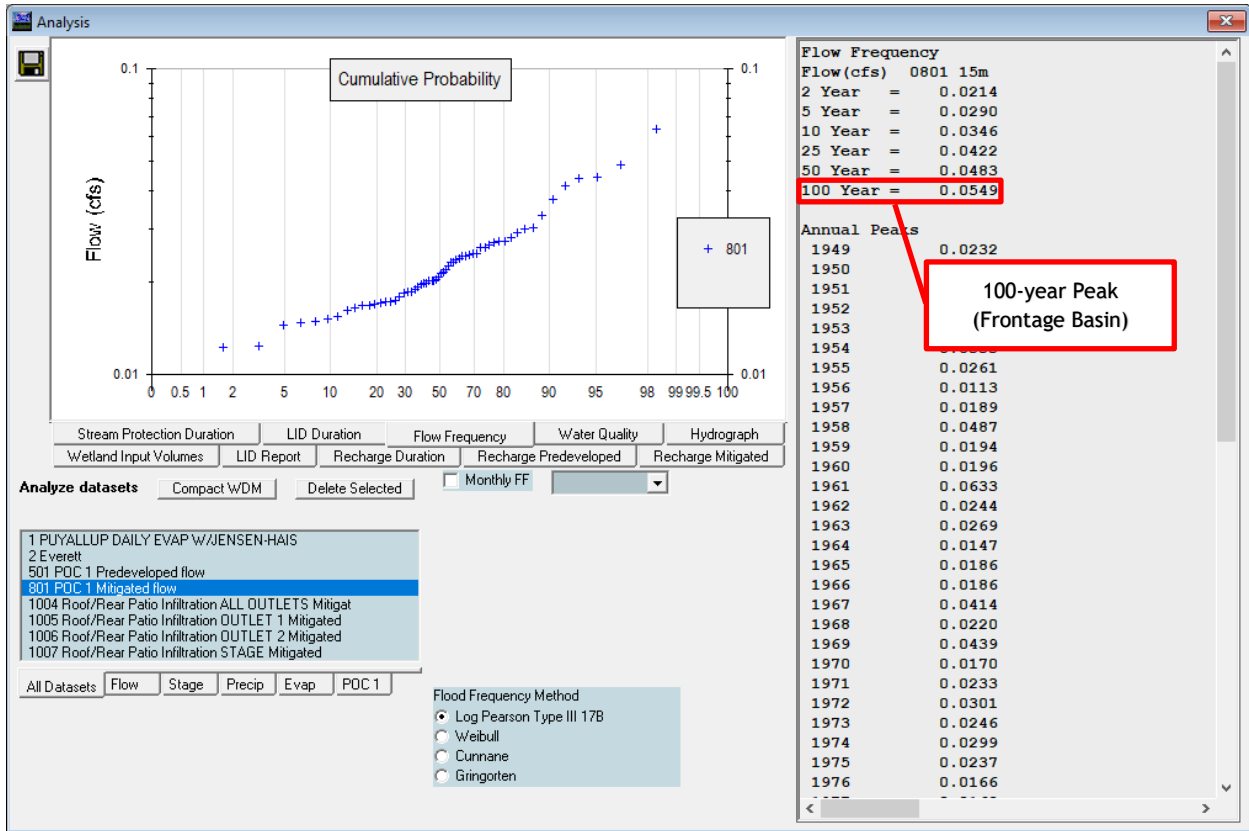 Analysis
Cumulative Probability
0.1
0.1
Flow (cfs)
801
0.01
0.01
0 0.5 1 2 5 10 20 30 50 70 80 90 95 98 99 99.5 100
Stream Protection Duration LID Duration Flow Frequency Water Quality Hydrograph
Wetland Input Volumes LID Report Recharge Duration Recharge Predeveloped Recharge Mitigated
Analyze datasets Compact WDM Delete Selected Monthly FF
1 PUYALLUP DAILY EVAP W/JENSEN-HAIS
2 Everett
501 POC 1 Predeveloped flow
801 POC 1 Mitigated flow
1004 Roof/Rear Patio Infiltration ALL OUTLETS Mitigat
1005 Roof/Rear Patio Infiltration OUTLET 1 Mitigated
1006 Roof/Rear Patio Infiltration OUTLET 2 Mitigated
1007 Roof/Rear Patio Infiltration STAGE Mitigated
All Datasets Flow Stage Precip Evap POC 1
Flood Frequency Method
Log Pearson Type III 17B
Weibull
Cunnane
Gringorten
Flow Frequency
Flow(cfs) 0801 15m
2 Year = 0.0214
5 Year = 0.0290
10 Year = 0.0346
25 Year = 0.0422
50 Year = 0.0483
100 Year = 0.0549
Annual Peaks
1949 0.0232
1950
1951
1952
1953
1954
100-year Peak
(Frontage Basin)
1955 0.0261
1956 0.0113
1957 0.0189
1958 0.0487
1959 0.0194
1960 0.0196
1961 0.0633
1962 0.0244
1963 0.0269
1964 0.0147
1965 0.0186
1966 0.0186
1967 0.0414
1968 0.0220
1969 0.0439
1970 0.0170
1971 0.0233
1972 0.0301
1973 0.0246
1974 0.0299
1975 0.0237
1976 0.0166